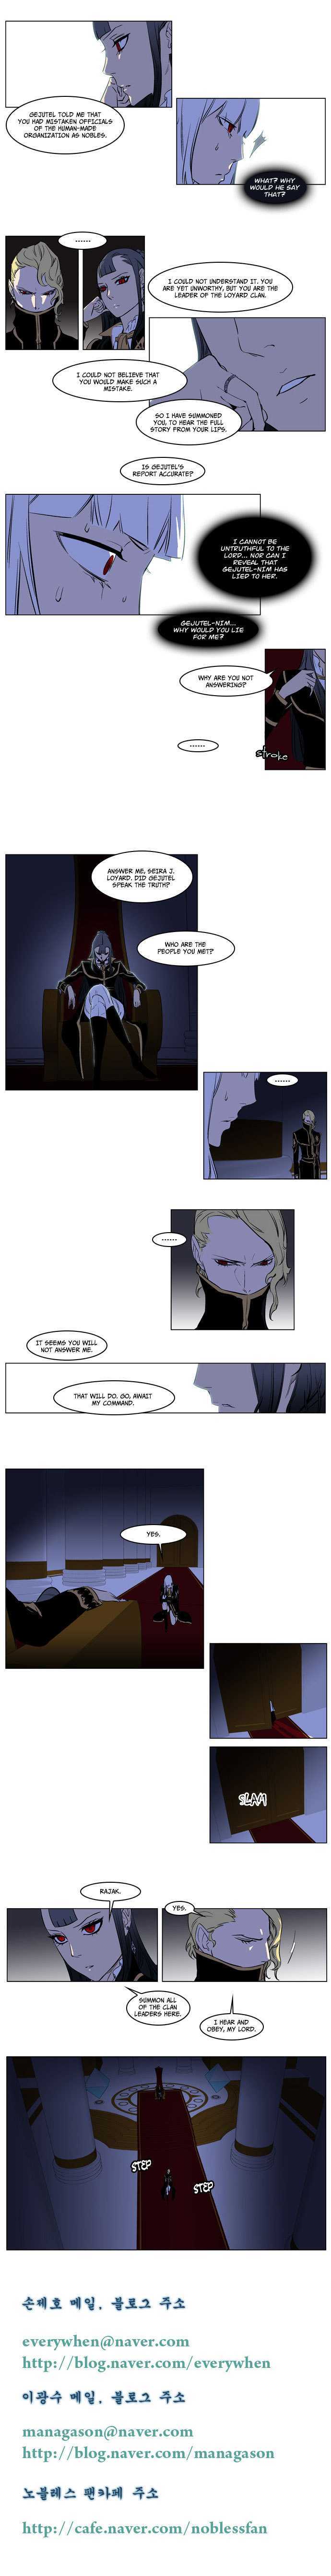 GEJUTEL TOLD ME THAT
YOU HAD MISTAKEN OFFICIALS
OF THE HUMAN-MADE
ORGANIZATION AS NOBLES.
WHAT? WHY
WOULD HE SAY
THAT?
......
I COULD NOT UNDERSTAND IT. YOU
ARE YET UNWORTHY, BUT YOU ARE THE
LEADER OF THE LOYARD CLAN.
I COULD NOT BELIEVE THAT
YOU WOULD MAKE SUCH A
MISTAKE.
SO I HAVE SUMMONED
YOU, TO HEAR THE FULL
STORY FROM YOUR LIPS.
IS GEJUTEL'S
REPORT ACCURATE?
I CANNOT BE
UNTRUTHFUL TO THE
LORD... NOR CAN I
REVEAL THAT
GEJUTEL-NIM HAS
LIED TO HER.
GEJUTEL-NIM...
WHY WOULD YOU LIE
FOR ME?
WHY ARE YOU NOT
ANSWERING?
......
stroke
ANSWER ME, SEIRA J.
LOYARD. DID GEJUTEL
SPEAK THE TRUTH?
WHO ARE THE
PEOPLE YOU MET?
......
......
IT SEEMS YOU WILL
NOT ANSWER ME.
THAT WILL DO. GO, AWAIT
MY COMMAND.
YES.
SLAM
RAJAK.
YES.
SUMMON ALL
OF THE CLAN
LEADERS HERE.
I HEAR AND
OBEY, MY LORD.
STEP
STEP
손제호 메일, 블로그 주소
everywhen@naver.com
http://blog.naver.com/everywhen
이광수 메일, 블로그 주소
managason@naver.com
http://blog.naver.com/managason
노블레스 팬카페 주소
http://cafe.naver.com/noblessfan